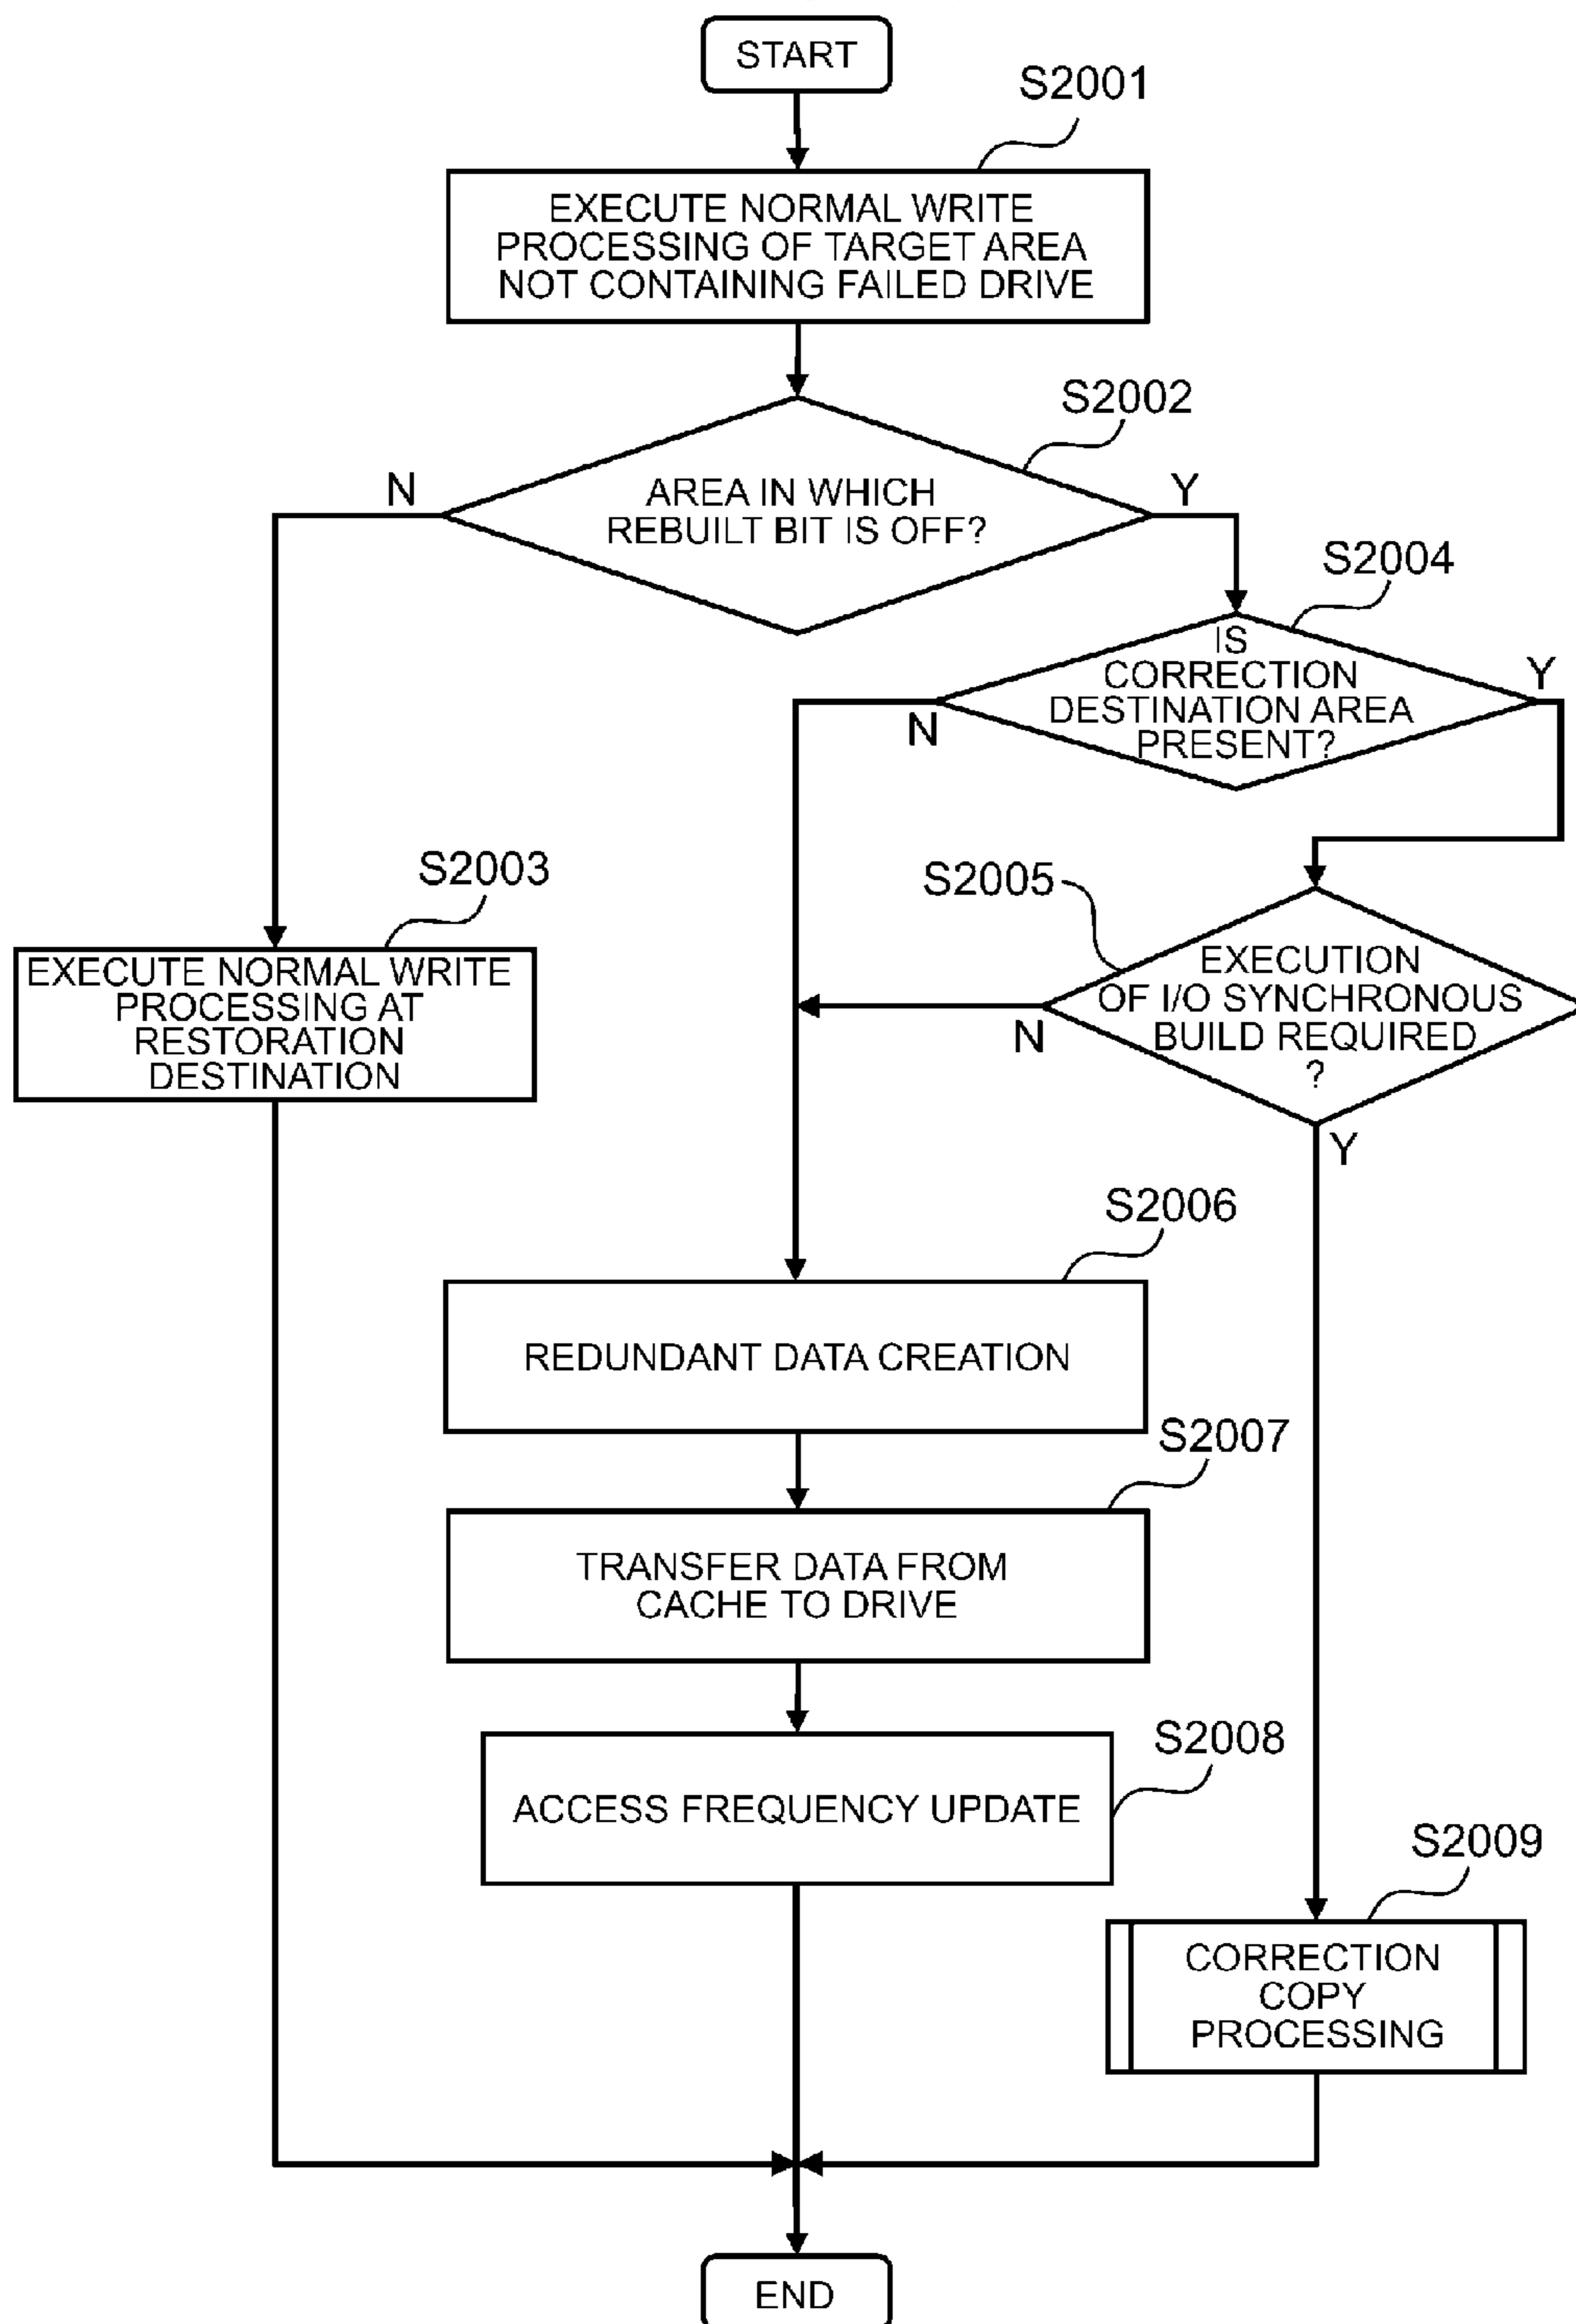 START
S2001
EXECUTE NORMAL WRITE
PROCESSING OF TARGET AREA
NOT CONTAINING FAILED DRIVE
S2002
N
AREA IN WHICH
REBUILT BIT IS OFF?
Y
S2004
IS
CORRECTION
DESTINATION AREA
PRESENT?
N
Y
S2003
EXECUTE NORMAL WRITE
PROCESSING AT
RESTORATION
DESTINATION
S2005
EXECUTION
OF I/O SYNCHRONOUS
BUILD REQUIRED
?
N
Y
S2006
REDUNDANT DATA CREATION
S2007
TRANSFER DATA FROM
CACHE TO DRIVE
S2008
ACCESS FREQUENCY UPDATE
S2009
CORRECTION
COPY
PROCESSING
END